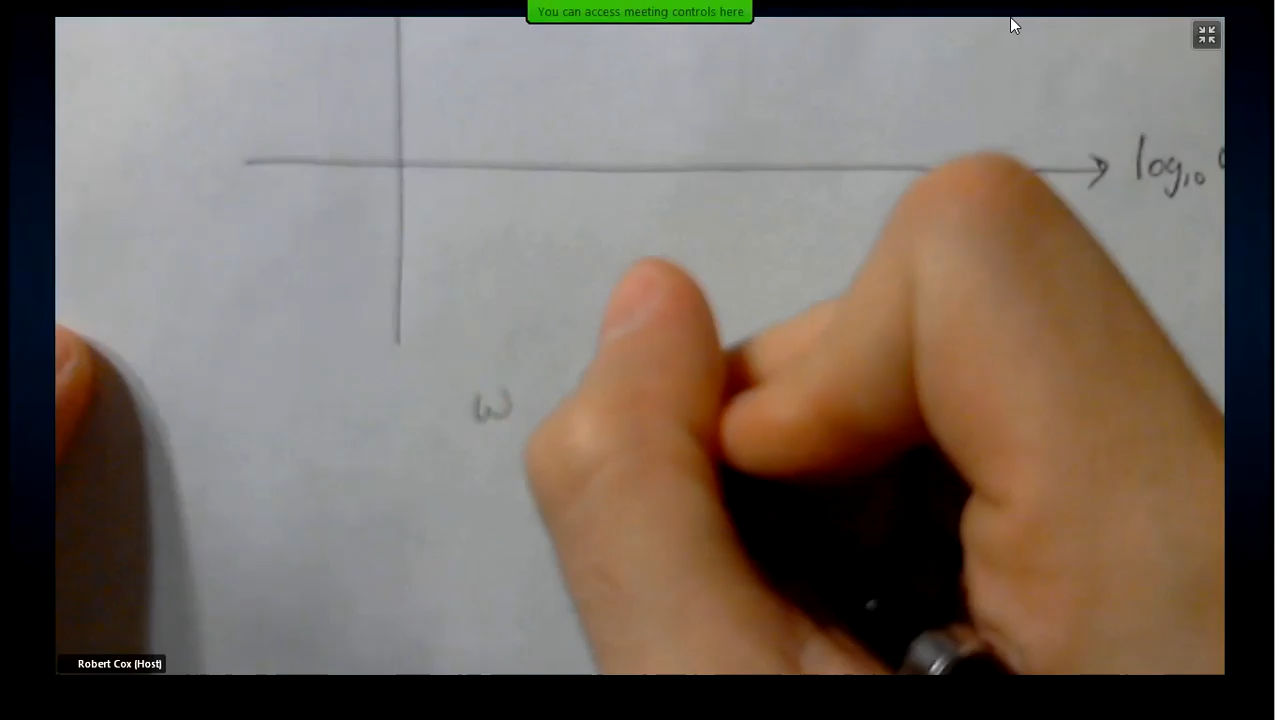 You can access meeting controls here
log₁₀
ω
Robert Cox (Host)